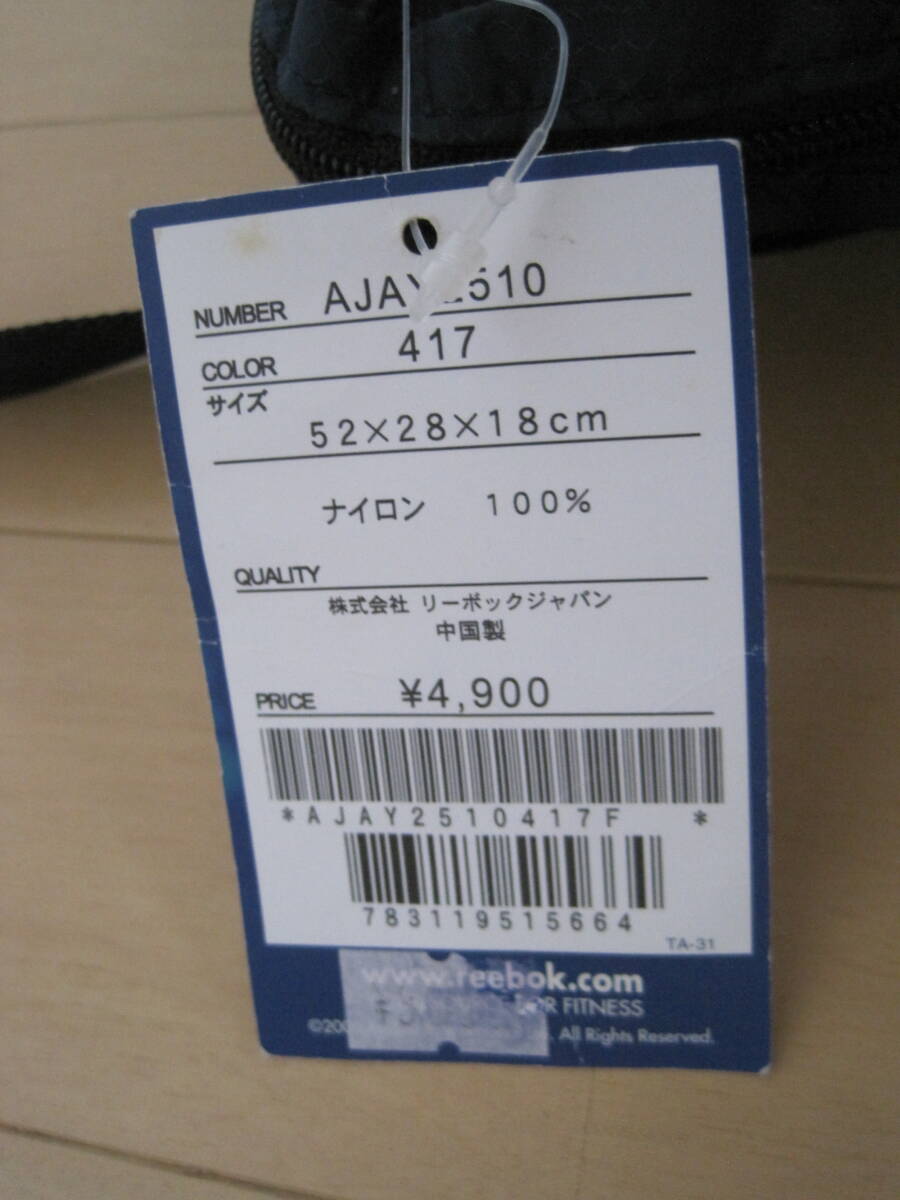 NUMBER AJAY2510
COLOR 417
サイズ
52×28×18cm
ナイロン 100%
QUALITY
株式会社 リーボックジャパン
中国製
PRICE ¥4,900
*AJAY2510417F *
783119515664
TA-31
www.reebok.com
FOR FITNESS
All Rights Reserved.